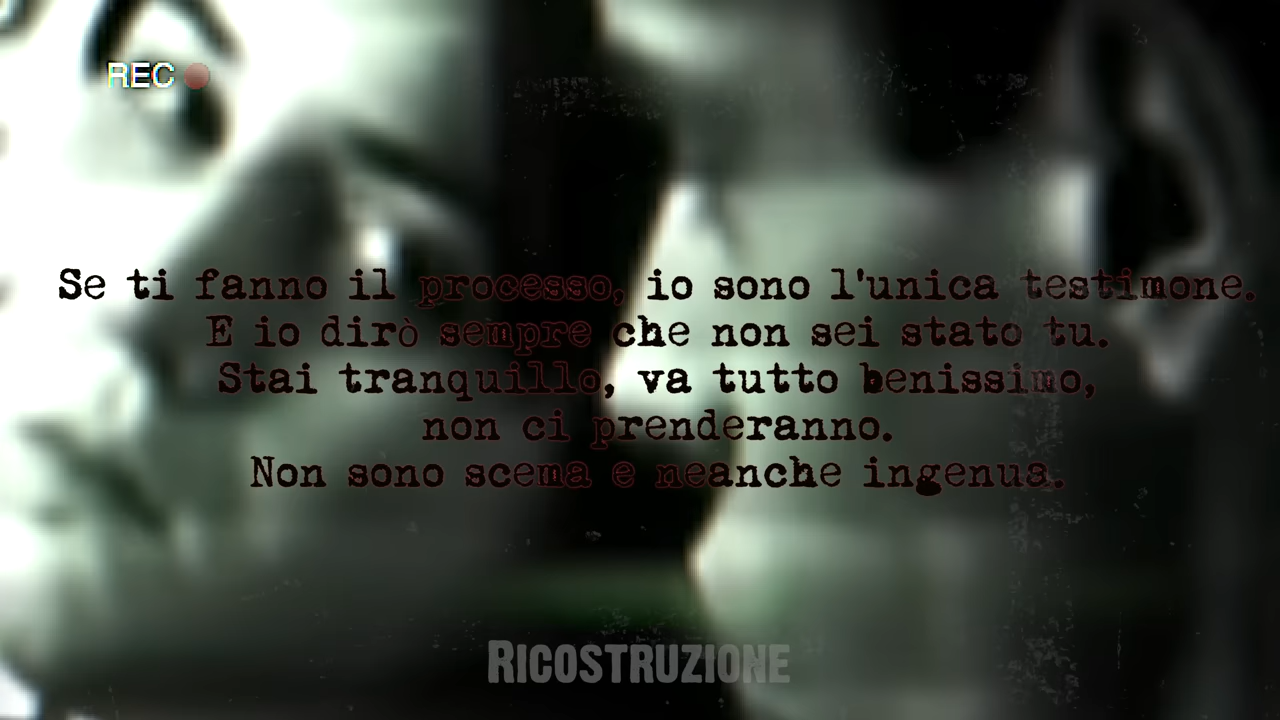 REC
Se ti fanno il processo, io sono l'unica testimone.
E io dirò sempre che non sei stato tu.
Stai tranquillo, va tutto benissimo,
non ci prenderanno.
Non sono scema e neanche ingenua.
RICOSTRUZIONE